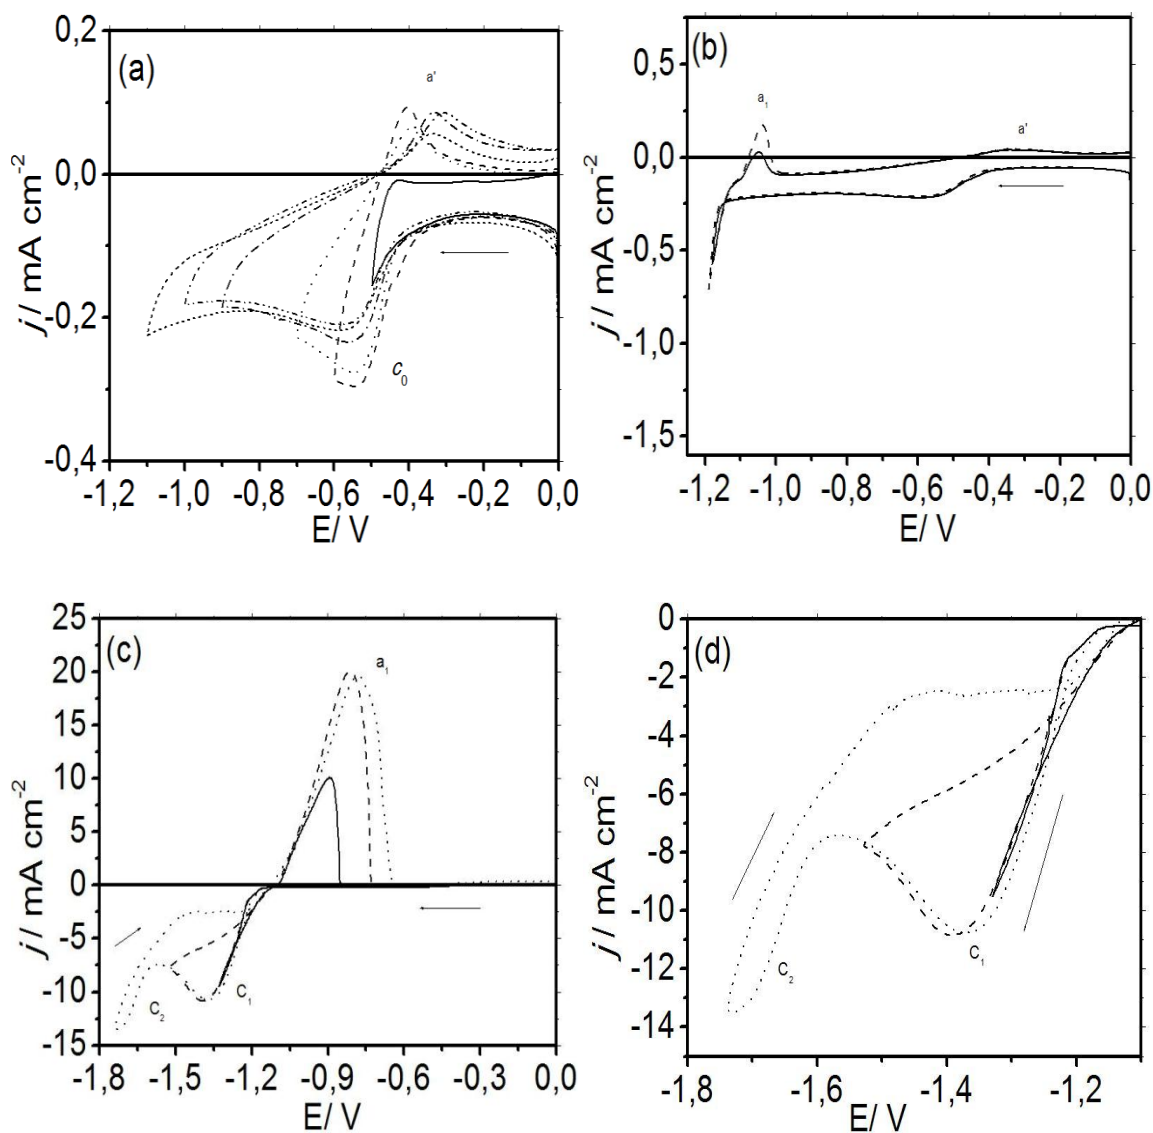 (a)
a'
c0
0,2
0,0
-0,2
-0,4
j / mA cm-2
-1,2 -1,0 -0,8 -0,6 -0,4 -0,2 0,0
E/ V
(b)
a1
a'
0,5
0,0
-0,5
-1,0
-1,5
j / mA cm-2
-1,2 -1,0 -0,8 -0,6 -0,4 -0,2 0,0
E/ V
(c)
a1
C2
C1
25
20
15
10
5
0
-5
-10
-15
j / mA cm-2
-1,8 -1,5 -1,2 -0,9 -0,6 -0,3 0,0
E/ V
(d)
C1
C2
0
-2
-4
-6
-8
-10
-12
-14
j / mA cm-2
-1,8 -1,6 -1,4 -1,2
E/ V